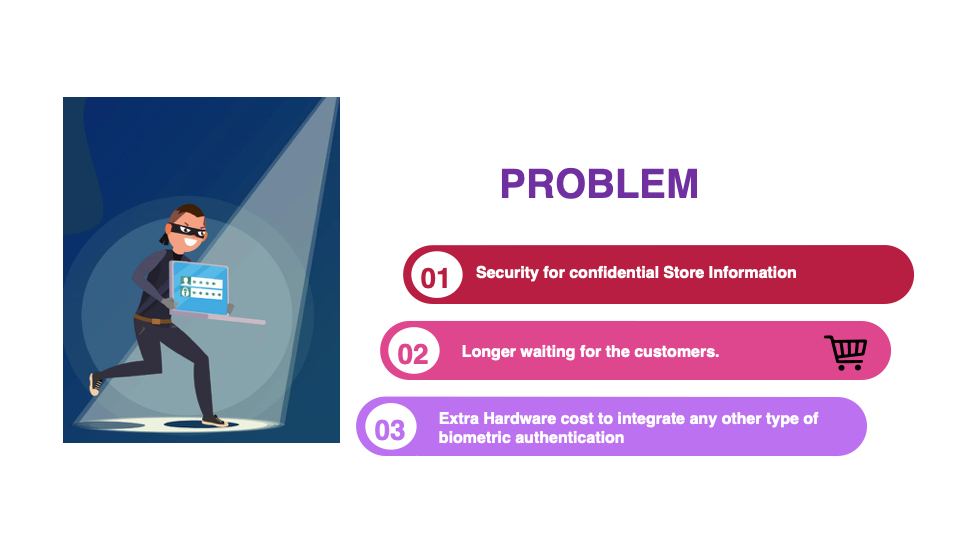 PROBLEM
01 Security for confidential Store Information
02 Longer waiting for the customers.
03 Extra Hardware cost to integrate any other type of
biometric authentication